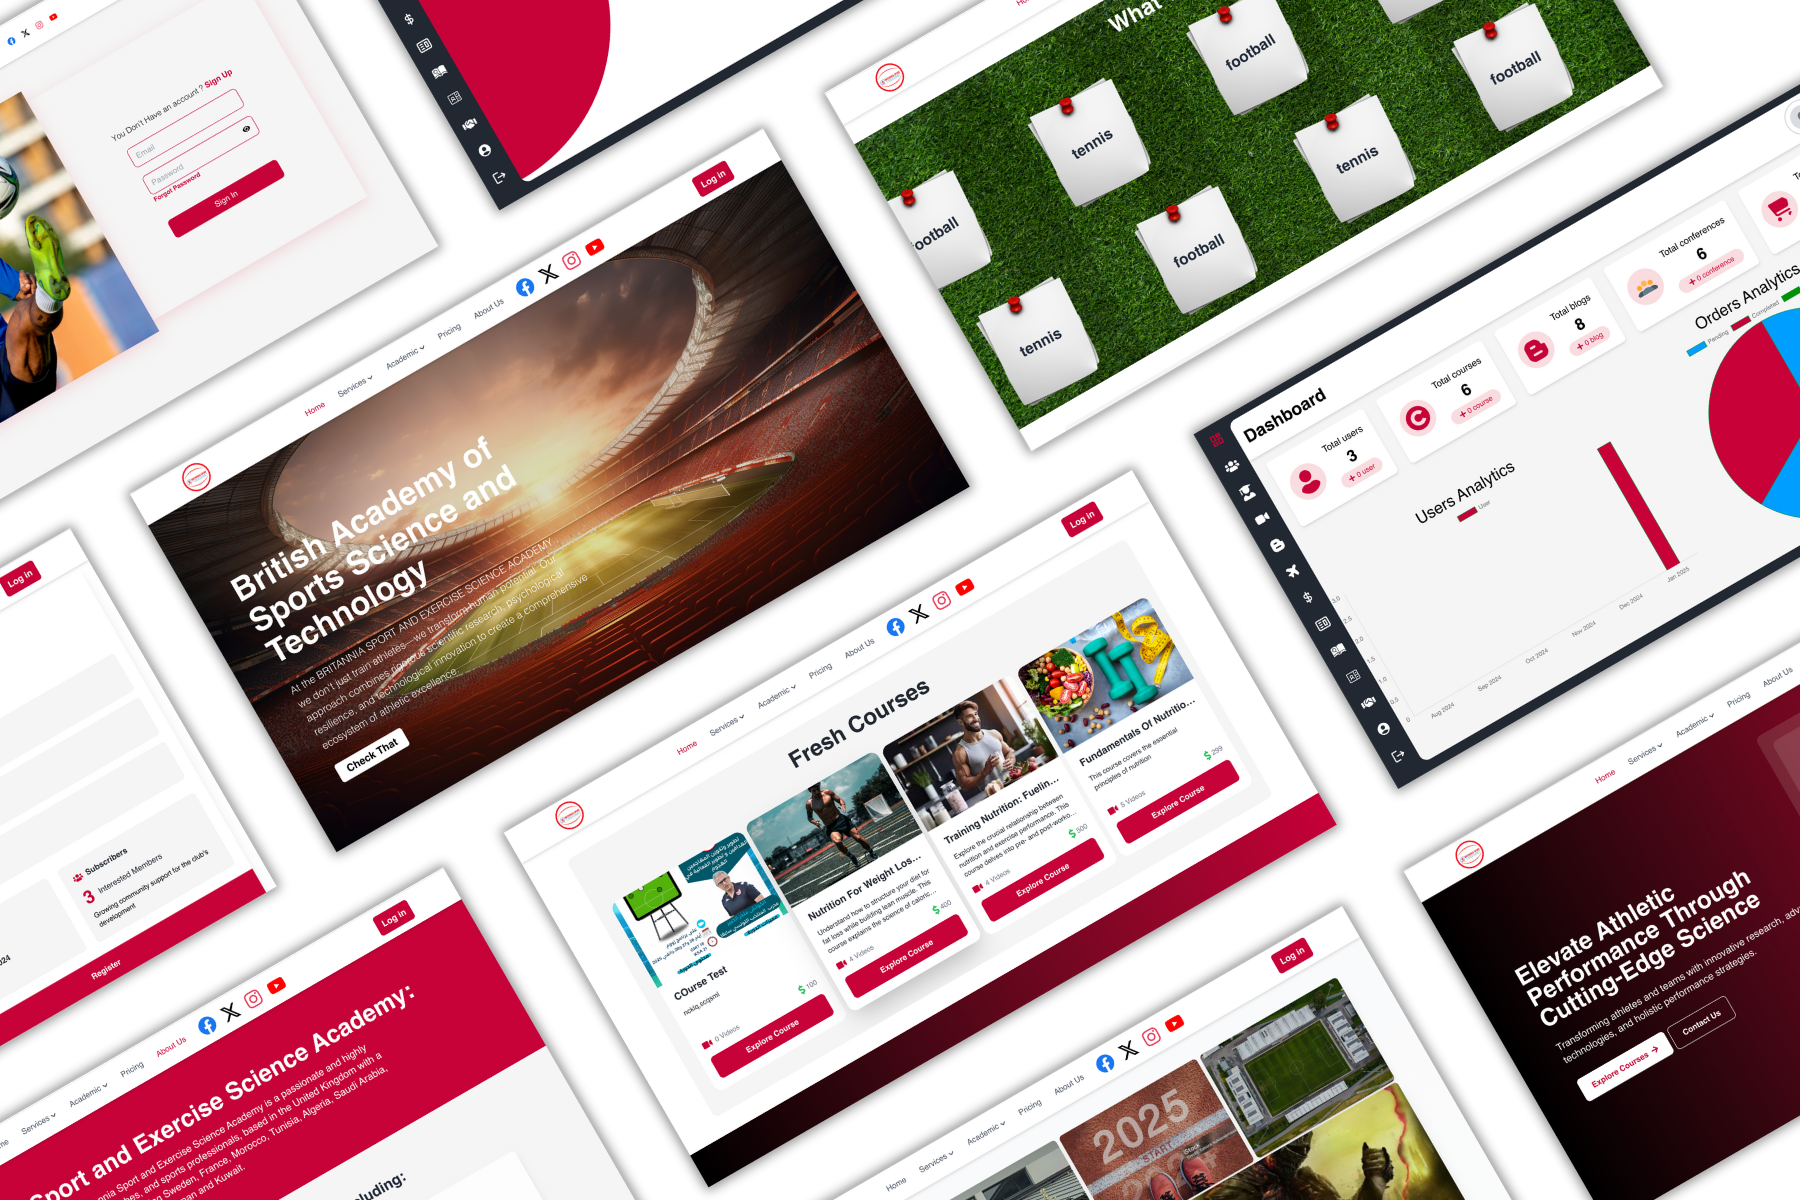 You Don't Have an account ? Sign Up
Email
Password
Forgot Password
Sign In
Log in
Home
Services
Academic
Pricing
About Us
British Academy of
Sports Science and
Technology
At the BRITANNIA SPORT AND EXERCISE SCIENCE ACADEMY
we don't just train athletes—we transform human potential. Our
approach combines rigorous scientific research, psychological
resilience, and technological innovation to create a comprehensive
ecosystem of athletic excellence
Check That
What
football
tennis
football
tennis
football
football
tennis
Dashboard
Total users
3
+ 0 user
Total courses
6
+ 0 course
Total blogs
8
+ 0 blog
Total conferences
6
+ 0 conference
Users Analytics
User
Orders Analytics
Pending
Completed
3.0
2.5
2.0
1.5
1.0
0.5
0
Aug 2024
Sep 2024
Oct 2024
Nov 2024
Dec 2024
Jan 2025
Log in
Subscribers
3 Interested Members
Growing community support for the club's
development
Register
Log in
Home
Services
Academic
Pricing
About Us
Fresh Courses
COurse Test
0 Videos
$ 100
Explore Course
Nutrition For Weight Los...
Understand how to structure your diet for
fat loss while building lean muscle. This
course explains the science of caloric...
4 Videos
$ 400
Explore Course
Training Nutrition: Fuelin...
Explore the crucial relationship between
nutrition and exercise performance. This
course delves into pre- and post-worko...
4 Videos
$ 500
Explore Course
Fundamentals Of Nutritio...
This course covers the essential
principles of nutrition
5 Videos
$ 299
Explore Course
Log in
Services
Academic
Pricing
About Us
Sport and Exercise Science Academy:
Sport and Exercise Science Academy is a passionate and highly
and sports professionals, based in the United Kingdom with a
Sweden, France, Morocco, Tunisia, Algeria, Saudi Arabia,
and Kuwait.
Log in
Home
Services
Academic
Pricing
About Us
2025
START
Home
Services
Academic
Pricing
About Us
Elevate Athletic
Performance Through
Cutting-Edge Science
Transforming athletes and teams with innovative research,
technologies, and holistic performance strategies.
Explore Courses →
Contact Us